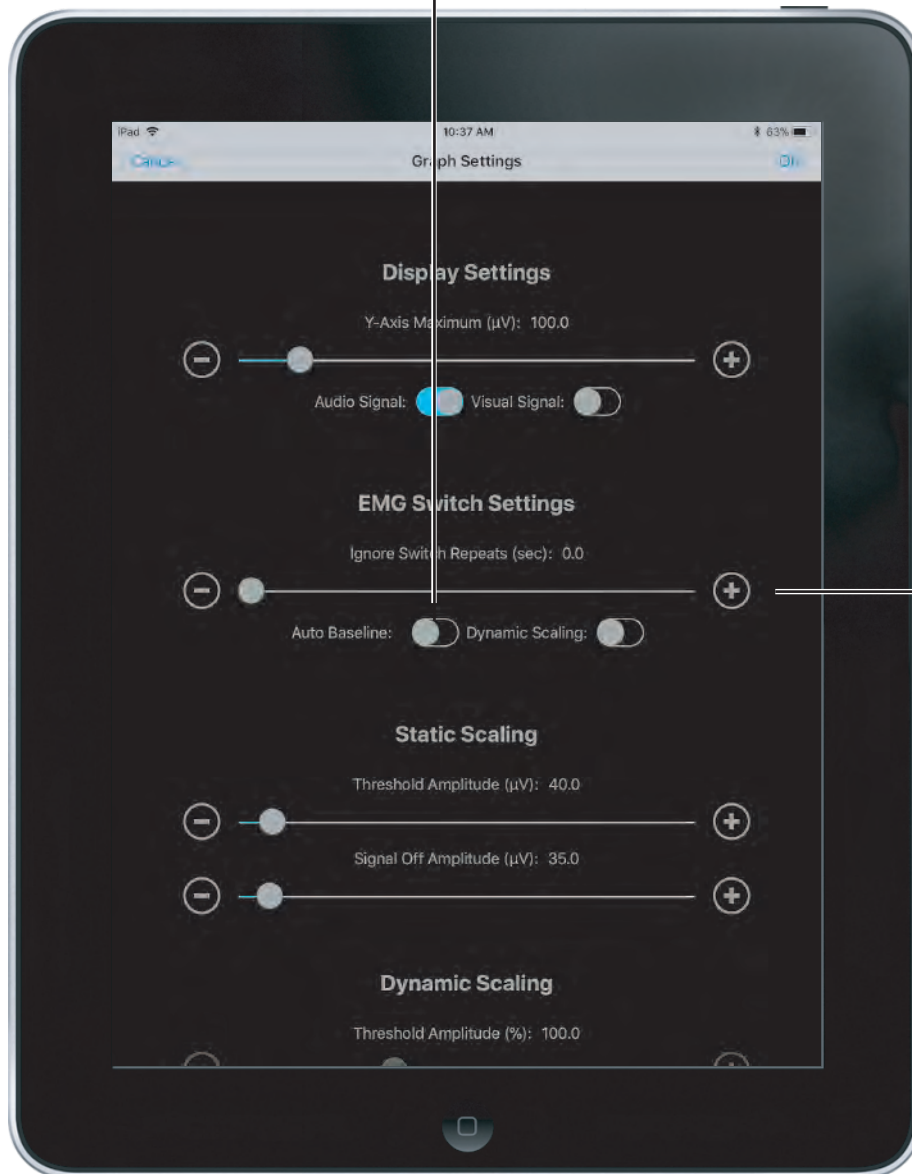 iPad
10:37 AM
63%
Cancel
Graph Settings
Display Settings
Y-Axis Maximum (µV): 100.0
Audio Signal:
Visual Signal:
EMG Switch Settings
Ignore Switch Repeats (sec): 0.0
Auto Baseline:
Dynamic Scaling:
Static Scaling
Threshold Amplitude (µV): 40.0
Signal Off Amplitude (µV): 35.0
Dynamic Scaling
Threshold Amplitude (%): 100.0